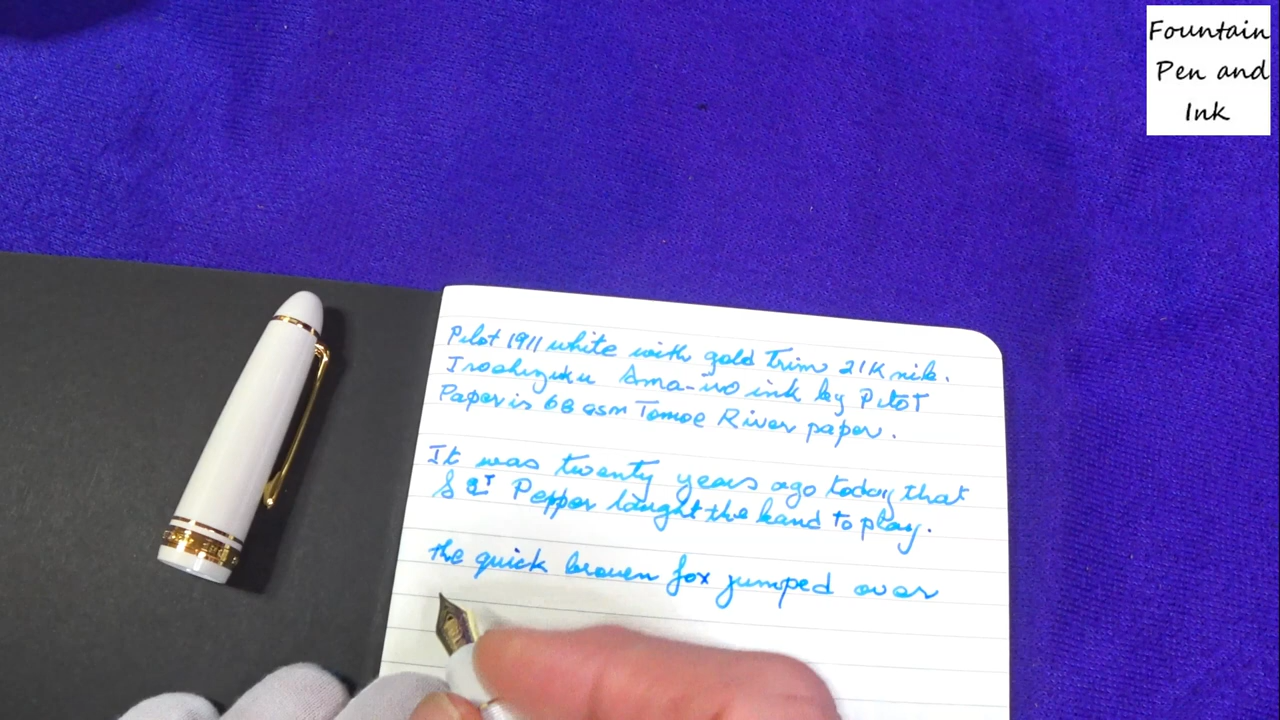 Fountain
Pen and
Ink
Pilot 1911 white with gold Trim 21K nib.
Iroshizuku Ama-iro ink by Pilot
Paper is 68 gsm Tomoe River paper.
It was twenty years ago today that
Sgt Pepper taught the band to play.
the quick brown fox jumped over